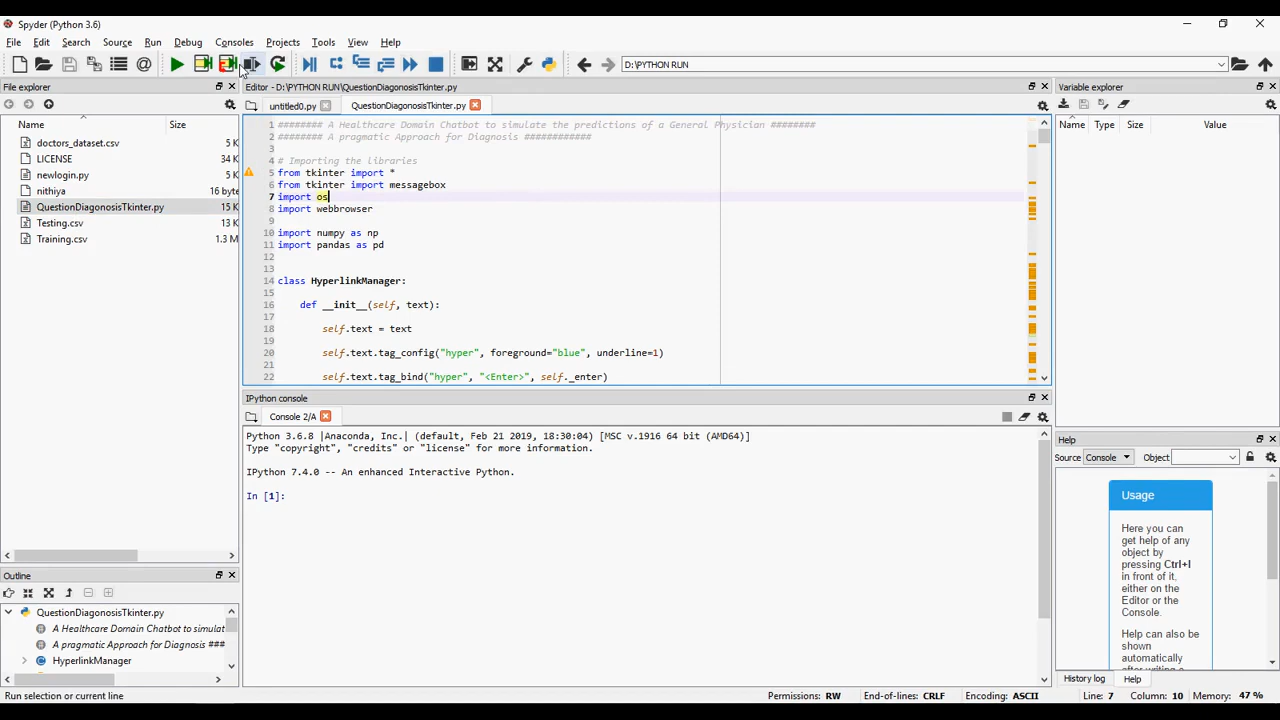 Spyder (Python 3.6)
File Edit Search Source Run Debug Consoles Projects Tools View Help
D:\PYTHON RUN
File explorer
Name Size
doctors_dataset.csv 5 K
LICENSE 34 K
newlogin.py 5 K
nithiya 16 byte
QuestionDiagonosisTkinter.py 15 K
Testing.csv 13 K
Training.csv 1.3 M
Outline
QuestionDiagonosisTkinter.py
A Healthcare Domain Chatbot to simulat
A pragmatic Approach for Diagnosis ###
HyperlinkManager
Editor - D:\PYTHON RUN\QuestionDiagonosisTkinter.py
untitled0.py QuestionDiagonosisTkinter.py
1 ######## A Healthcare Domain Chatbot to simulate the predictions of a General Physician ########
2 ######## A pragmatic Approach for Diagnosis ############
3
4 # Importing the libraries
5 from tkinter import *
6 from tkinter import messagebox
7 import os
8 import webbrowser
9
10 import numpy as np
11 import pandas as pd
12
13
14 class HyperlinkManager:
15
16 def __init__(self, text):
17
18 self.text = text
19
20 self.text.tag_config("hyper", foreground="blue", underline=1)
21
22 self.text.tag_bind("hyper", "<Enter>", self._enter)
IPython console
Console 2/A
Python 3.6.8 |Anaconda, Inc.| (default, Feb 21 2019, 18:30:04) [MSC v.1916 64 bit (AMD64)]
Type "copyright", "credits" or "license" for more information.
IPython 7.4.0 -- An enhanced Interactive Python.
In [1]:
Variable explorer
Name Type Size Value
Help
Source Console Object
Usage
Here you can
get help of any
object by
pressing Ctrl+I
in front of it,
either on the
Editor or the
Console.
Help can also be
shown
automatically
after writing a
History log Help
Run selection or current line
Permissions: RW End-of-lines: CRLF Encoding: ASCII Line: 7 Column: 10 Memory: 47 %